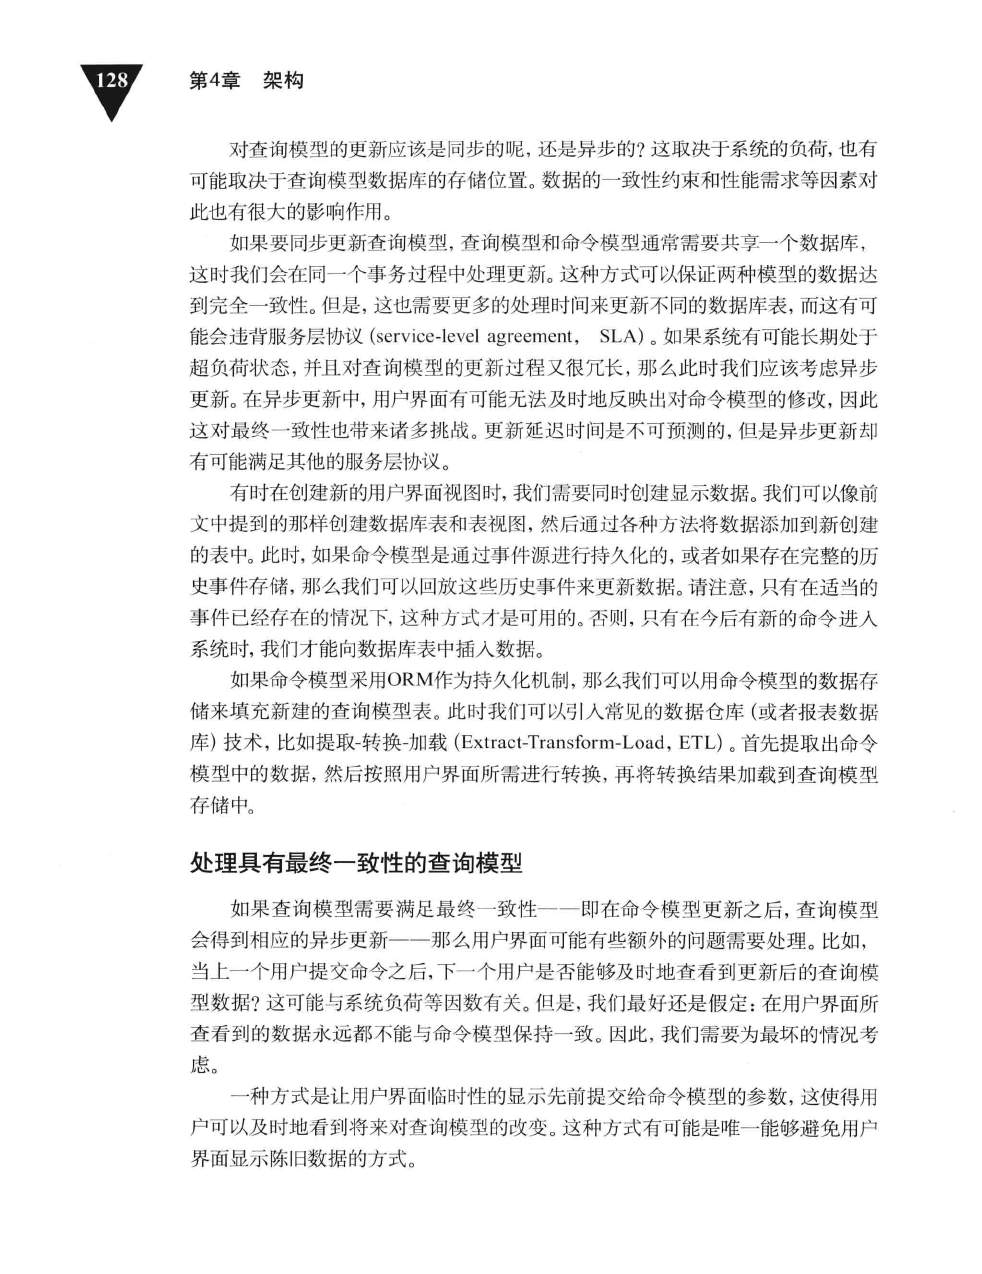 128
第4章 架构
对查询模型的更新应该是同步的呢，还是异步的？这取决于系统的负荷，也有
可能取决于查询模型数据库的存储位置。数据的一致性约束和性能需求等因素对
此也有很大的影响作用。
如果要同步更新查询模型，查询模型和命令模型通常需要共享一个数据库，
这时我们会在同一个事务过程中处理更新。这种方式可以保证两种模型的数据达
到完全一致性。但是，这也需要更多的处理时间来更新不同的数据库表，而这有可
能会违背服务层协议（service-level agreement， SLA）。如果系统有可能长期处于
超负荷状态，并且对查询模型的更新过程又很冗长，那么此时我们应该考虑异步
更新。在异步更新中，用户界面有可能无法及时地反映出对命令模型的修改，因此
这对最终一致性也带来诸多挑战。更新延迟时间是不可预测的，但是异步更新却
有可能满足其他的服务层协议。
有时在创建新的用户界面视图时，我们需要同时创建显示数据。我们可以像前
文中提到的那样创建数据库表和表视图，然后通过各种方法将数据添加到新创建
的表中。此时，如果命令模型是通过事件源进行持久化的，或者如果存在完整的历
史事件存储，那么我们可以回放这些历史事件来更新数据。请注意，只有在适当的
事件已经存在的情况下，这种方式才是可用的。否则，只有在今后有新的命令进入
系统时，我们才能向数据库表中插入数据。
如果命令模型采用ORM作为持久化机制，那么我们可以用命令模型的数据存
储来填充新建的查询模型表。此时我们可以引入常见的数据仓库（或者报表数据
库）技术，比如提取-转换-加载（Extract-Transform-Load，ETL）。首先提取出命令
模型中的数据，然后按照用户界面所需进行转换，再将转换结果加载到查询模型
存储中。
处理具有最终一致性的查询模型
如果查询模型需要满足最终一致性——即在命令模型更新之后，查询模型
会得到相应的异步更新——那么用户界面可能有些额外的问题需要处理。比如，
当上一个用户提交命令之后，下一个用户是否能够及时地查看到更新后的查询模
型数据？这可能与系统负荷等因数有关。但是，我们最好还是假定：在用户界面所
查看到的数据永远都不能与命令模型保持一致。因此，我们需要为最坏的情况考
虑。
一种方式是让用户界面临时性的显示先前提交给命令模型的参数，这使得用
户可以及时地看到将来对查询模型的改变。这种方式有可能是唯一能够避免用户
界面显示陈旧数据的方式。